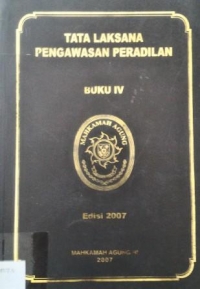 TATA LAKSANA
PENGAWASAN PERADILAN
BUKU IV
MAHKAMAH AGUNG
Edisi 2007
MAHKAMAH AGUNG RI
2007